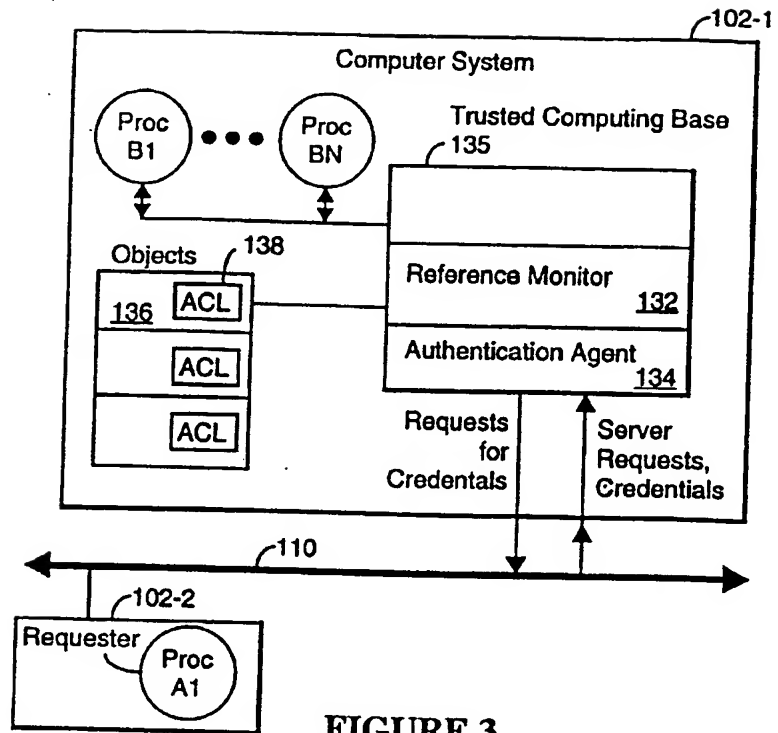 102-1
Computer System
Proc
B1
Proc
BN
Trusted Computing Base
135
Objects
138
136
ACL
ACL
ACL
Reference Monitor
132
Authentication Agent
134
Requests
for
Credentals
Server
Requests,
Credentials
110
102-2
Requester
Proc
A1
FIGURE 3